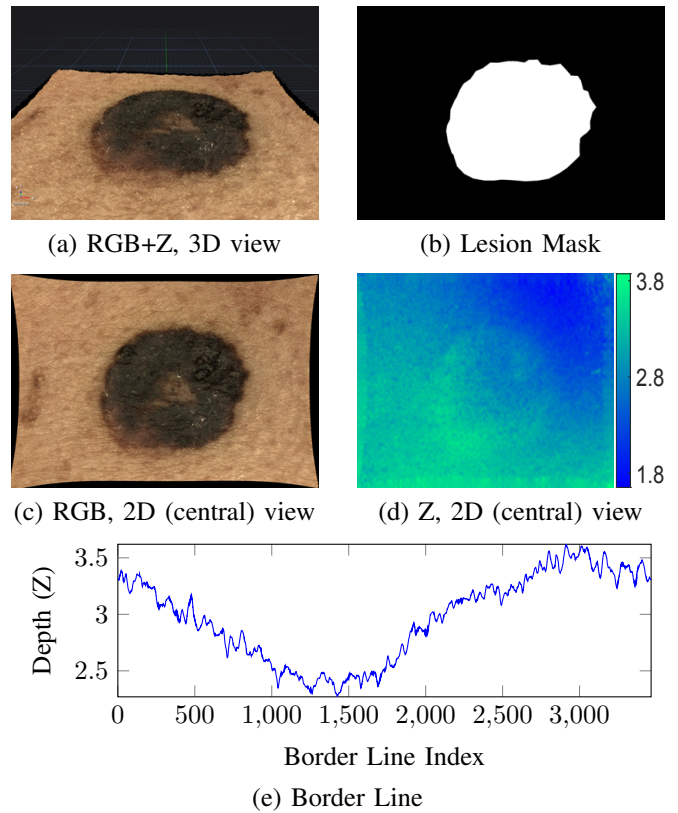 (a) RGB+Z, 3D view
(b) Lesion Mask
3.8
2.8
1.8
(c) RGB, 2D (central) view
(d) Z, 2D (central) view
3.5
3
2.5
Depth (Z)
0 500 1,000 1,500 2,000 2,500 3,000
Border Line Index
(e) Border Line